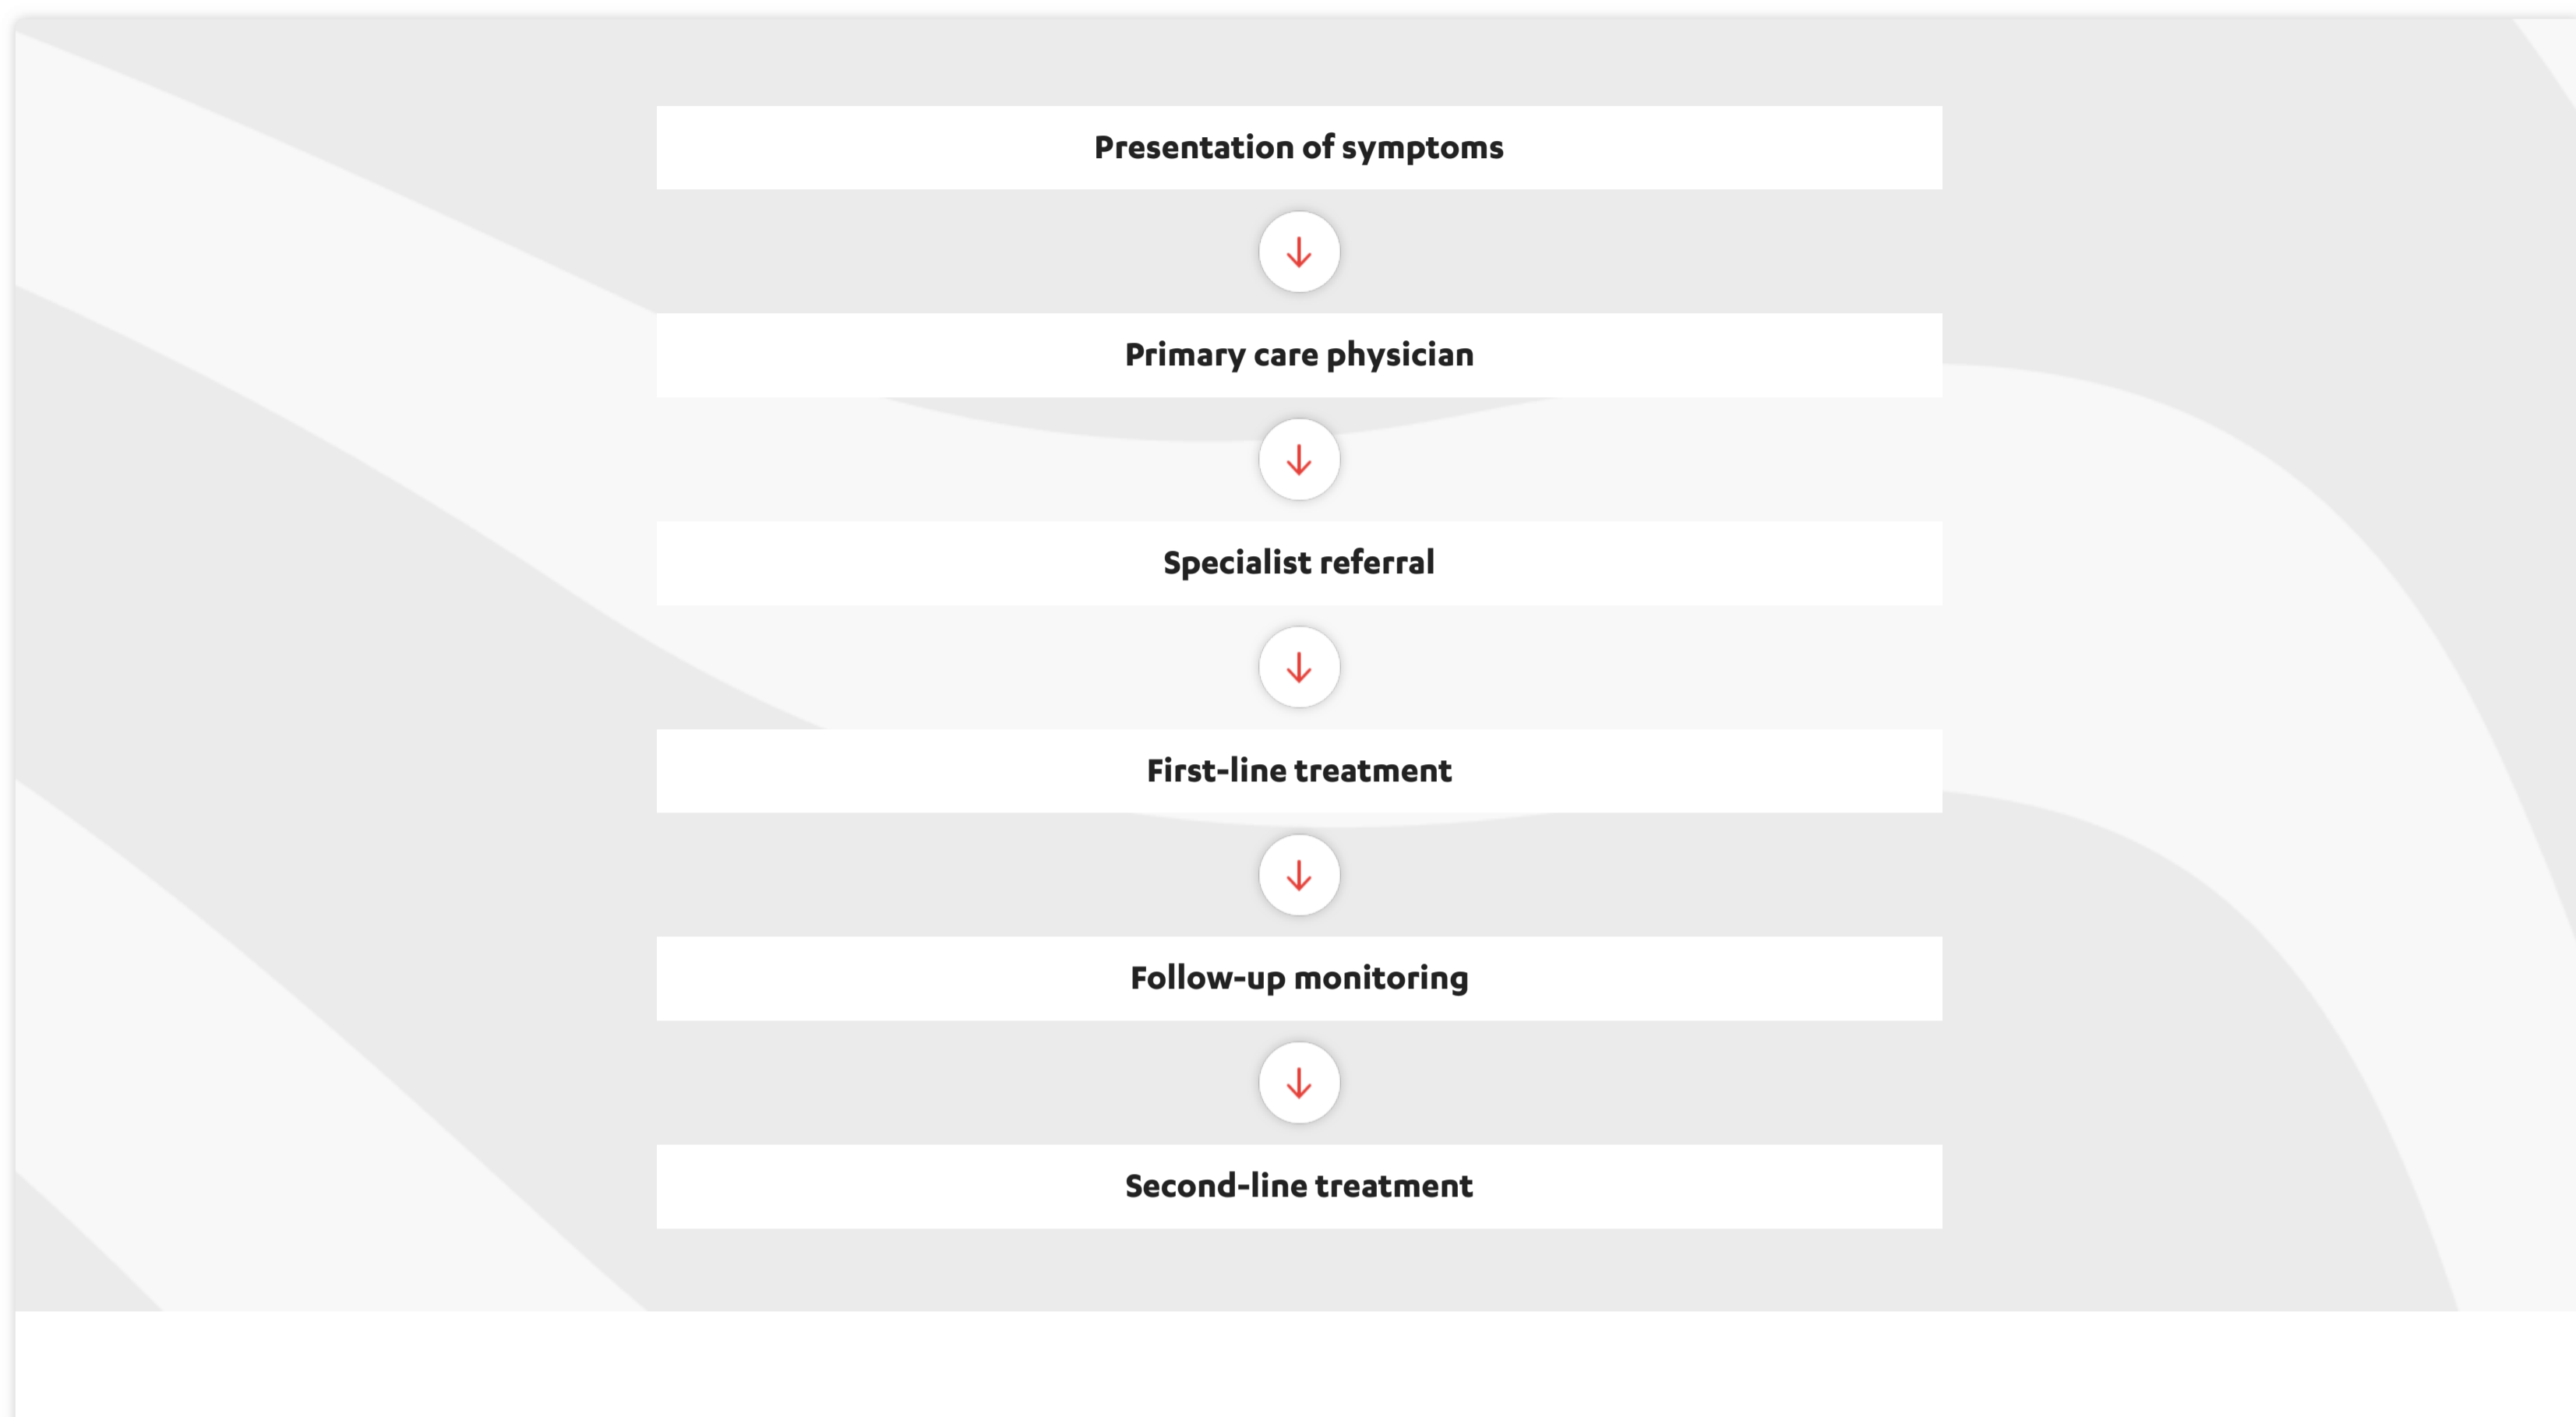 Presentation of symptoms
Primary care physician
Specialist referral
First-line treatment
Follow-up monitoring
Second-line treatment